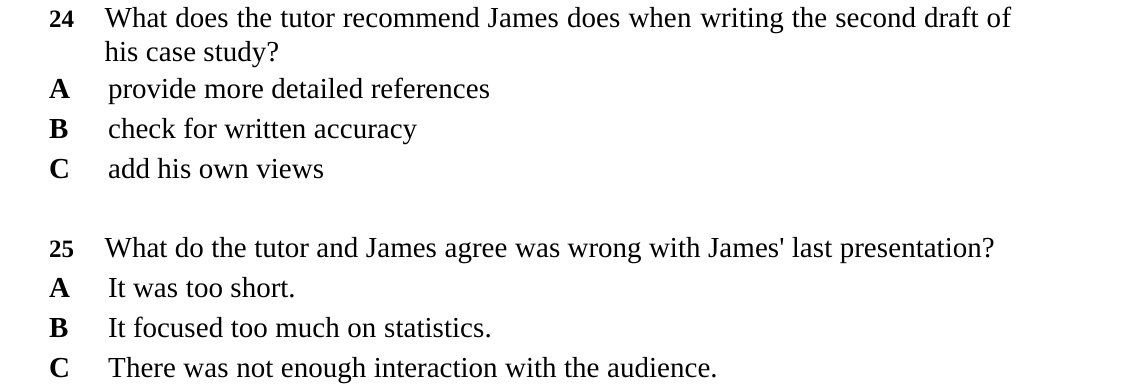 24 What does the tutor recommend James does when writing the second draft of
his case study?
A provide more detailed references
B check for written accuracy
C add his own views
25 What do the tutor and James agree was wrong with James' last presentation?
A It was too short.
B It focused too much on statistics.
C There was not enough interaction with the audience.